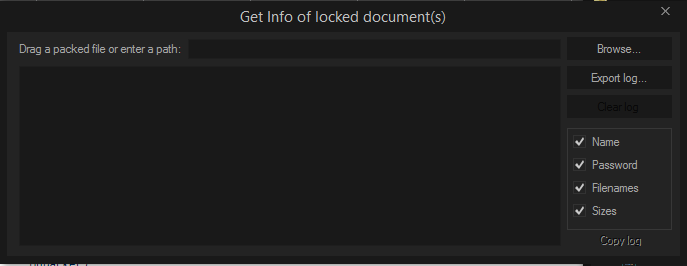 Get Info of locked document(s)
Drag a packed file or enter a path:
Browse...
Export log...
Clear log
Name
Password
Filenames
Sizes
Copy log